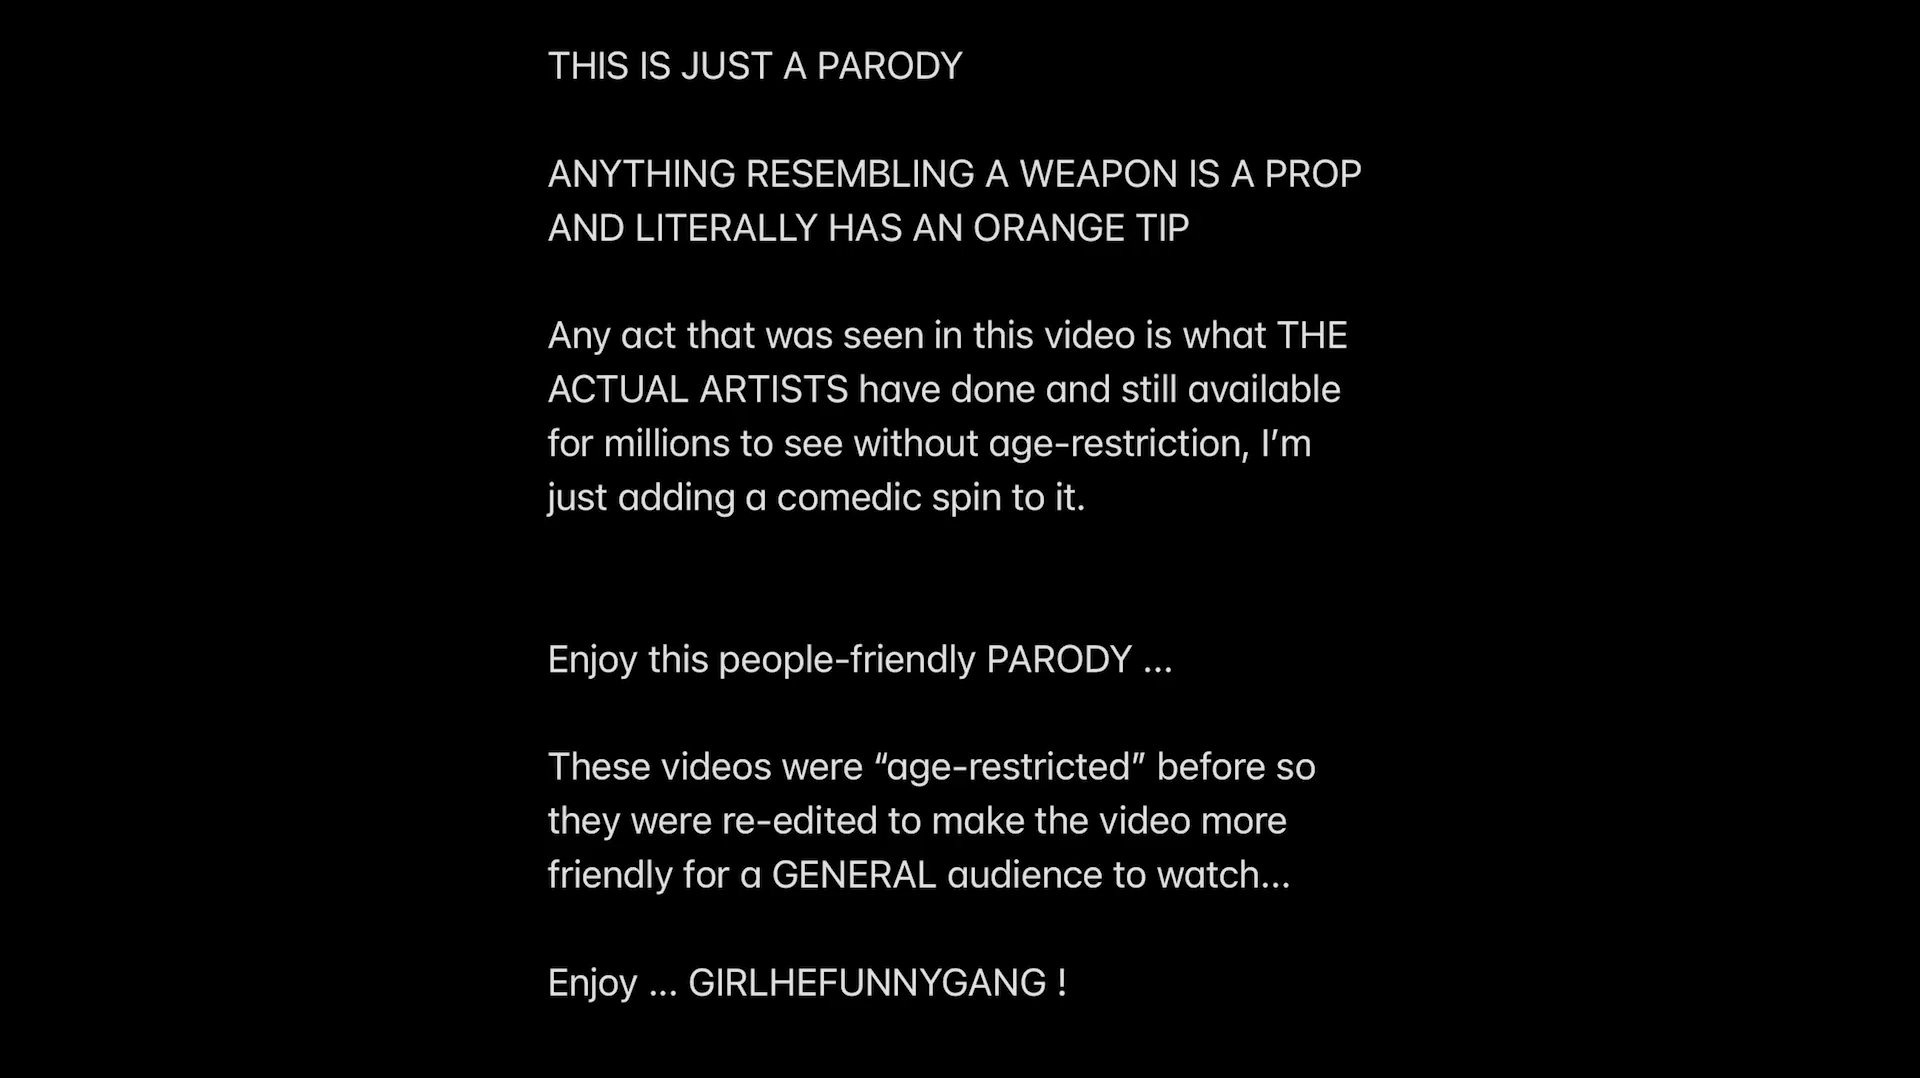 THIS IS JUST A PARODY
ANYTHING RESEMBLING A WEAPON IS A PROP
AND LITERALLY HAS AN ORANGE TIP
Any act that was seen in this video is what THE
ACTUAL ARTISTS have done and still available
for millions to see without age-restriction, I’m
just adding a comedic spin to it.
Enjoy this people-friendly PARODY ...
These videos were “age-restricted” before so
they were re-edited to make the video more
friendly for a GENERAL audience to watch...
Enjoy ... GIRLHEFUNNYGANG !